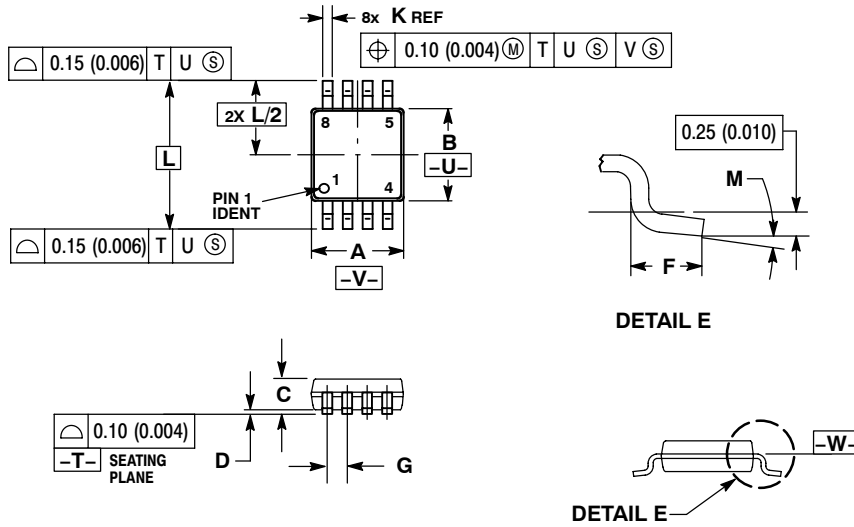 8x K REF
⌖ 0.10 (0.004) Ⓜ T U Ⓢ V Ⓢ
⌓ 0.15 (0.006) T U Ⓢ
2X L/2
8 5
B
–U–
L
PIN 1
IDENT
1 4
⌓ 0.15 (0.006) T U Ⓢ
A
–V–
0.25 (0.010)
M
F
DETAIL E
C
⌓ 0.10 (0.004)
–T– SEATING
PLANE
D
G
–W–
DETAIL E